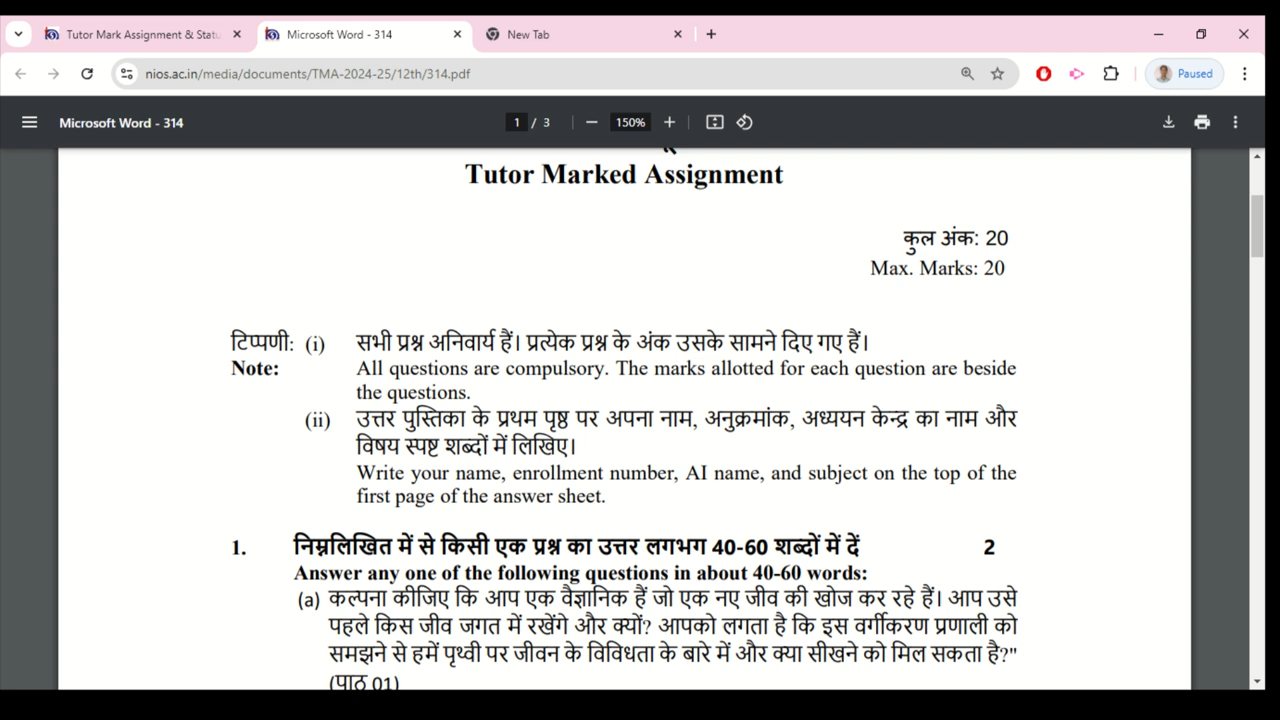 Tutor Mark Assignment & Statu
Microsoft Word - 314
New Tab
nios.ac.in/media/documents/TMA-2024-25/12th/314.pdf
Paused
Microsoft Word - 314
1 / 3
150%
Tutor Marked Assignment
कुल अंक: 20
Max. Marks: 20
टिप्पणी: (i) सभी प्रश्न अनिवार्य हैं। प्रत्येक प्रश्न के अंक उसके सामने दिए गए हैं।
Note: All questions are compulsory. The marks allotted for each question are beside
the questions.
(ii) उत्तर पुस्तिका के प्रथम पृष्ठ पर अपना नाम, अनुक्रमांक, अध्ययन केन्द्र का नाम और
विषय स्पष्ट शब्दों में लिखिए।
Write your name, enrollment number, AI name, and subject on the top of the
first page of the answer sheet.
1. निम्नलिखित में से किसी एक प्रश्न का उत्तर लगभग 40-60 शब्दों में दें 2
Answer any one of the following questions in about 40-60 words:
(a) कल्पना कीजिए कि आप एक वैज्ञानिक हैं जो एक नए जीव की खोज कर रहे हैं। आप उसे
पहले किस जीव जगत में रखेंगे और क्यों? आपको लगता है कि इस वर्गीकरण प्रणाली को
समझने से हमें पृथ्वी पर जीवन के विविधता के बारे में और क्या सीखने को मिल सकता है?"
(पाठ 01)